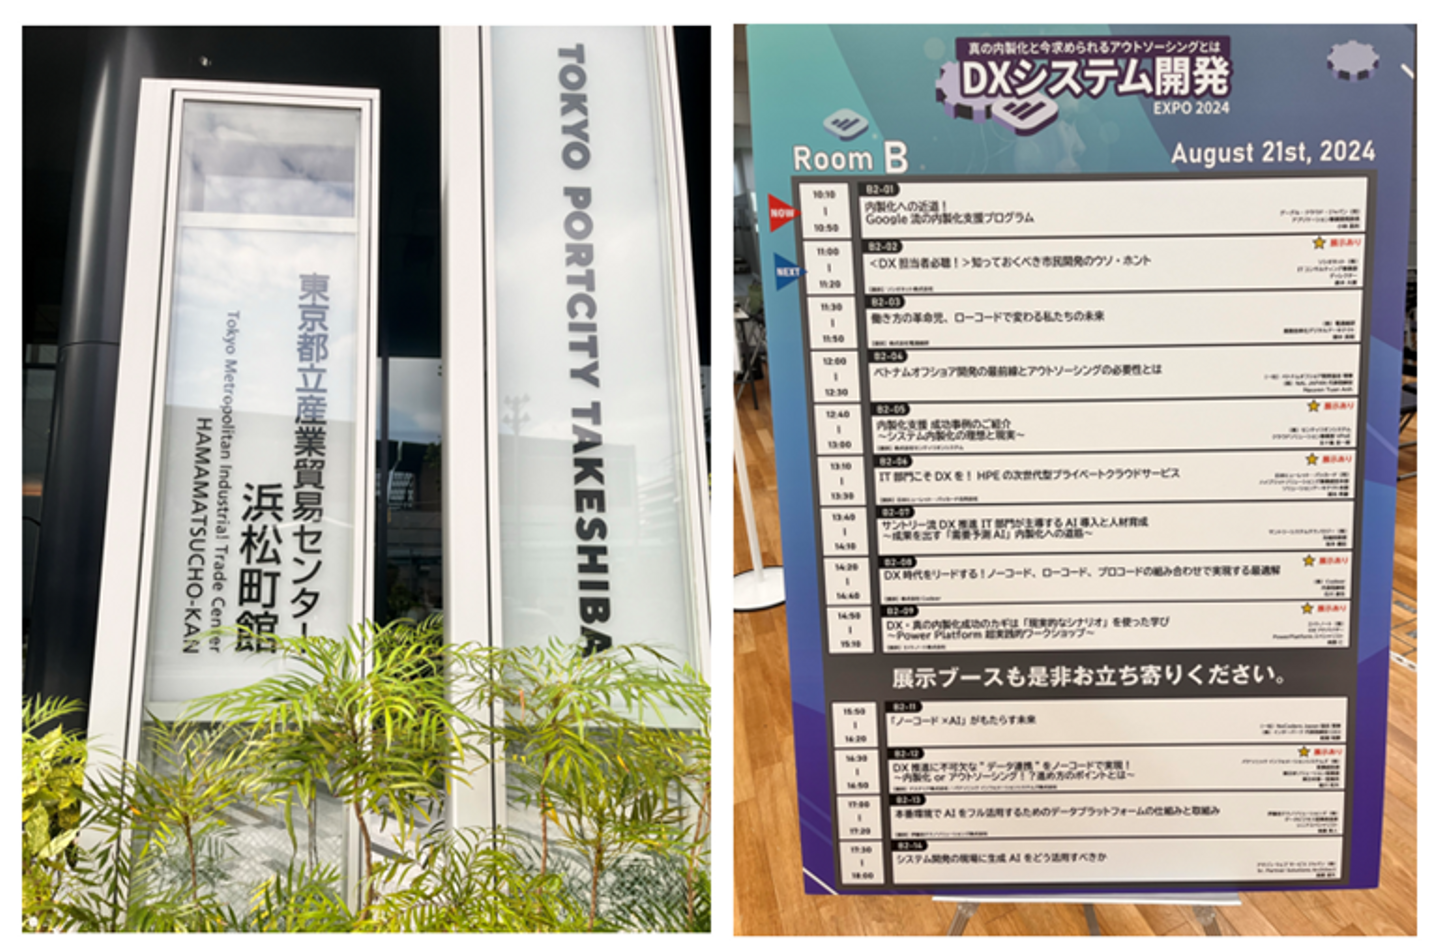 東京都立産業貿易センター
浜松町館
Tokyo Metropolitan Industrial Trade Center
HAMAMATSUCHO-KAN
TOKYO PORTCITY TAKESHIBA
真の内製化と今求められるアウトソーシングとは
DXシステム開発
EXPO 2024
Room B
August 21st, 2024
NOW
10:10
10:50
B2-01
内製化への近道！
Google 流の内製化支援プログラム
NEXT
11:00
11:20
B2-02
展示あり
＜DX 担当者必聴！＞知っておくべき市民開発のウソ・ホント
11:30
11:50
B2-03
働き方の革命児、ローコードで変わる私たちの未来
12:00
12:30
B2-04
ベトナムオフショア開発の最前線とアウトソーシングの必要性とは
12:40
13:00
B2-05
展示あり
内製化支援 成功事例のご紹介
～システム内製化の理想と現実～
13:10
13:30
B2-06
展示あり
IT 部門こそ DX を！ HPE の次世代型プライベートクラウドサービス
13:40
14:10
B2-07
サントリー流 DX 推進 IT 部門が主導する AI 導入と人材育成
～成果を出す「需要予測 AI」内製化への道筋～
14:20
14:40
B2-08
展示あり
DX 時代をリードする！ノーコード、ローコード、プロコードの組み合わせで実現する最適解
14:50
15:10
B2-09
展示あり
DX・真の内製化成功のカギは「現実的なシナリオ」を使った学び
～Power Platform 超実践的ワークショップ～
展示ブースも是非お立ち寄りください。
15:50
16:20
B2-11
「ノーコード ×AI」がもたらす未来
16:30
16:50
B2-12
展示あり
DX 推進に不可欠な " データ連携 " をノーコードで実現！
～内製化 or アウトソーシング！？進め方のポイントとは～
17:00
17:20
B2-13
本番環境で AI をフル活用するためのデータプラットフォームの仕組みと取組み
17:30
18:00
B2-14
システム開発の現場に生成 AI をどう活用すべきか